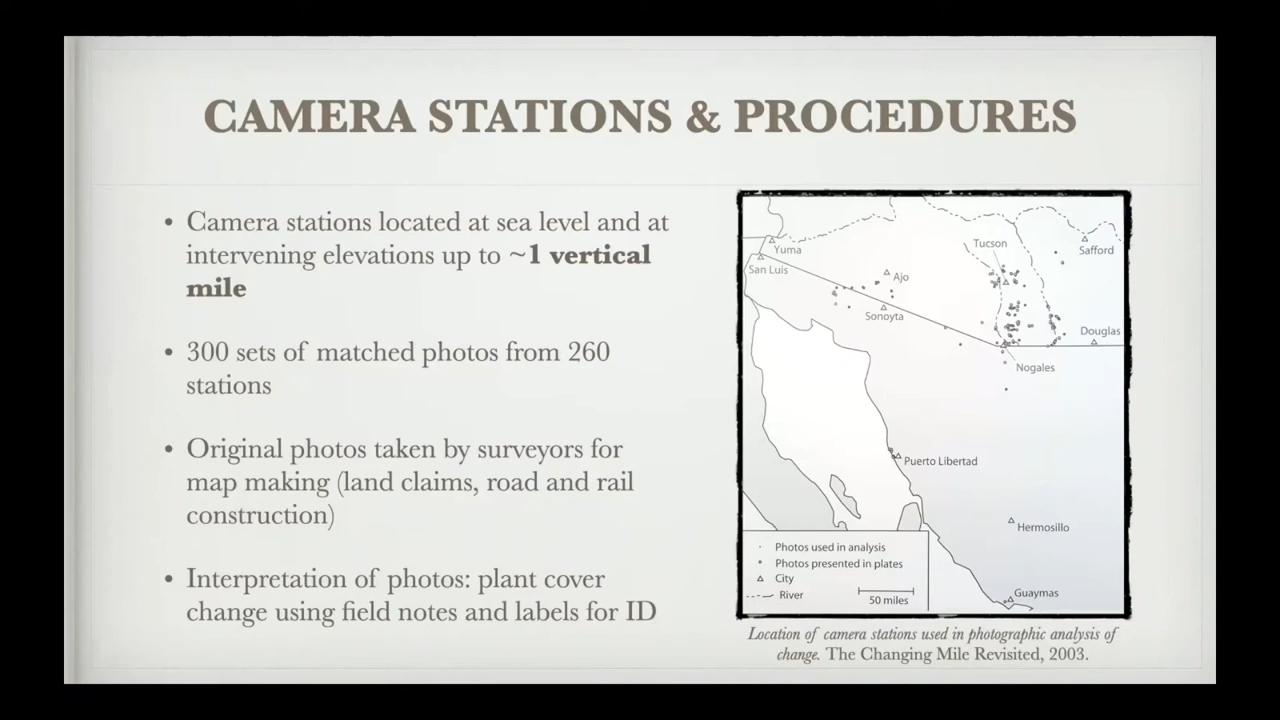 CAMERA STATIONS & PROCEDURES
• Camera stations located at sea level and at
intervening elevations up to ~1 vertical
mile
• 300 sets of matched photos from 260
stations
• Original photos taken by surveyors for
map making (land claims, road and rail
construction)
• Interpretation of photos: plant cover
change using field notes and labels for ID
Tucson
Yuma
Safford
San Luis
Ajo
Sonoyta
Douglas
Nogales
Puerto Libertad
Hermosillo
Photos used in analysis
Photos presented in plates
City
River
50 miles
Guaymas
Location of camera stations used in photographic analysis of
change. The Changing Mile Revisited, 2003.